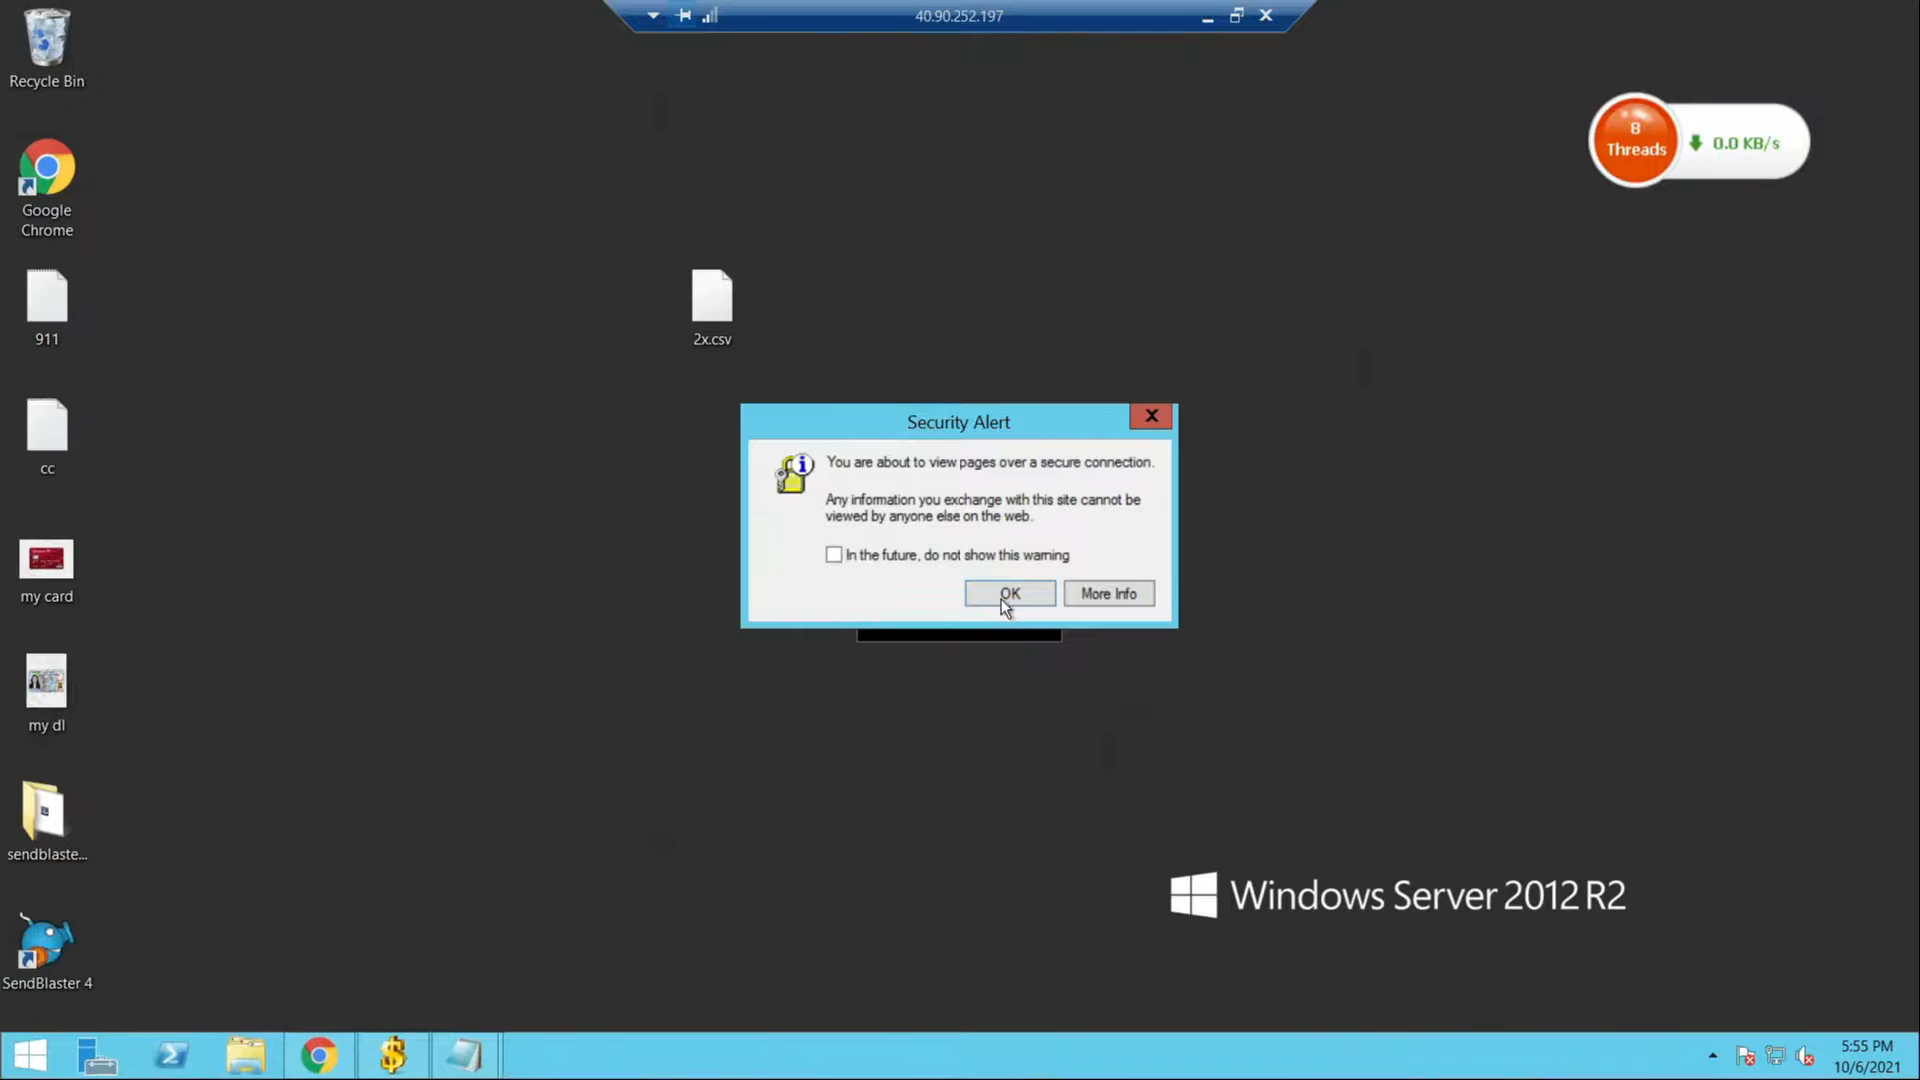 40.90.252.197
Recycle Bin
8
Threads
0.0 KB/s
Google
Chrome
911
2x.csv
cc
Security Alert
X
You are about to view pages over a secure connection.
Any information you exchange with this site cannot be
viewed by anyone else on the web.
In the future, do not show this warning
OK
More Info
my card
my dl
sendblaste...
Windows Server 2012 R2
SendBlaster 4
5:55 PM
10/6/2021